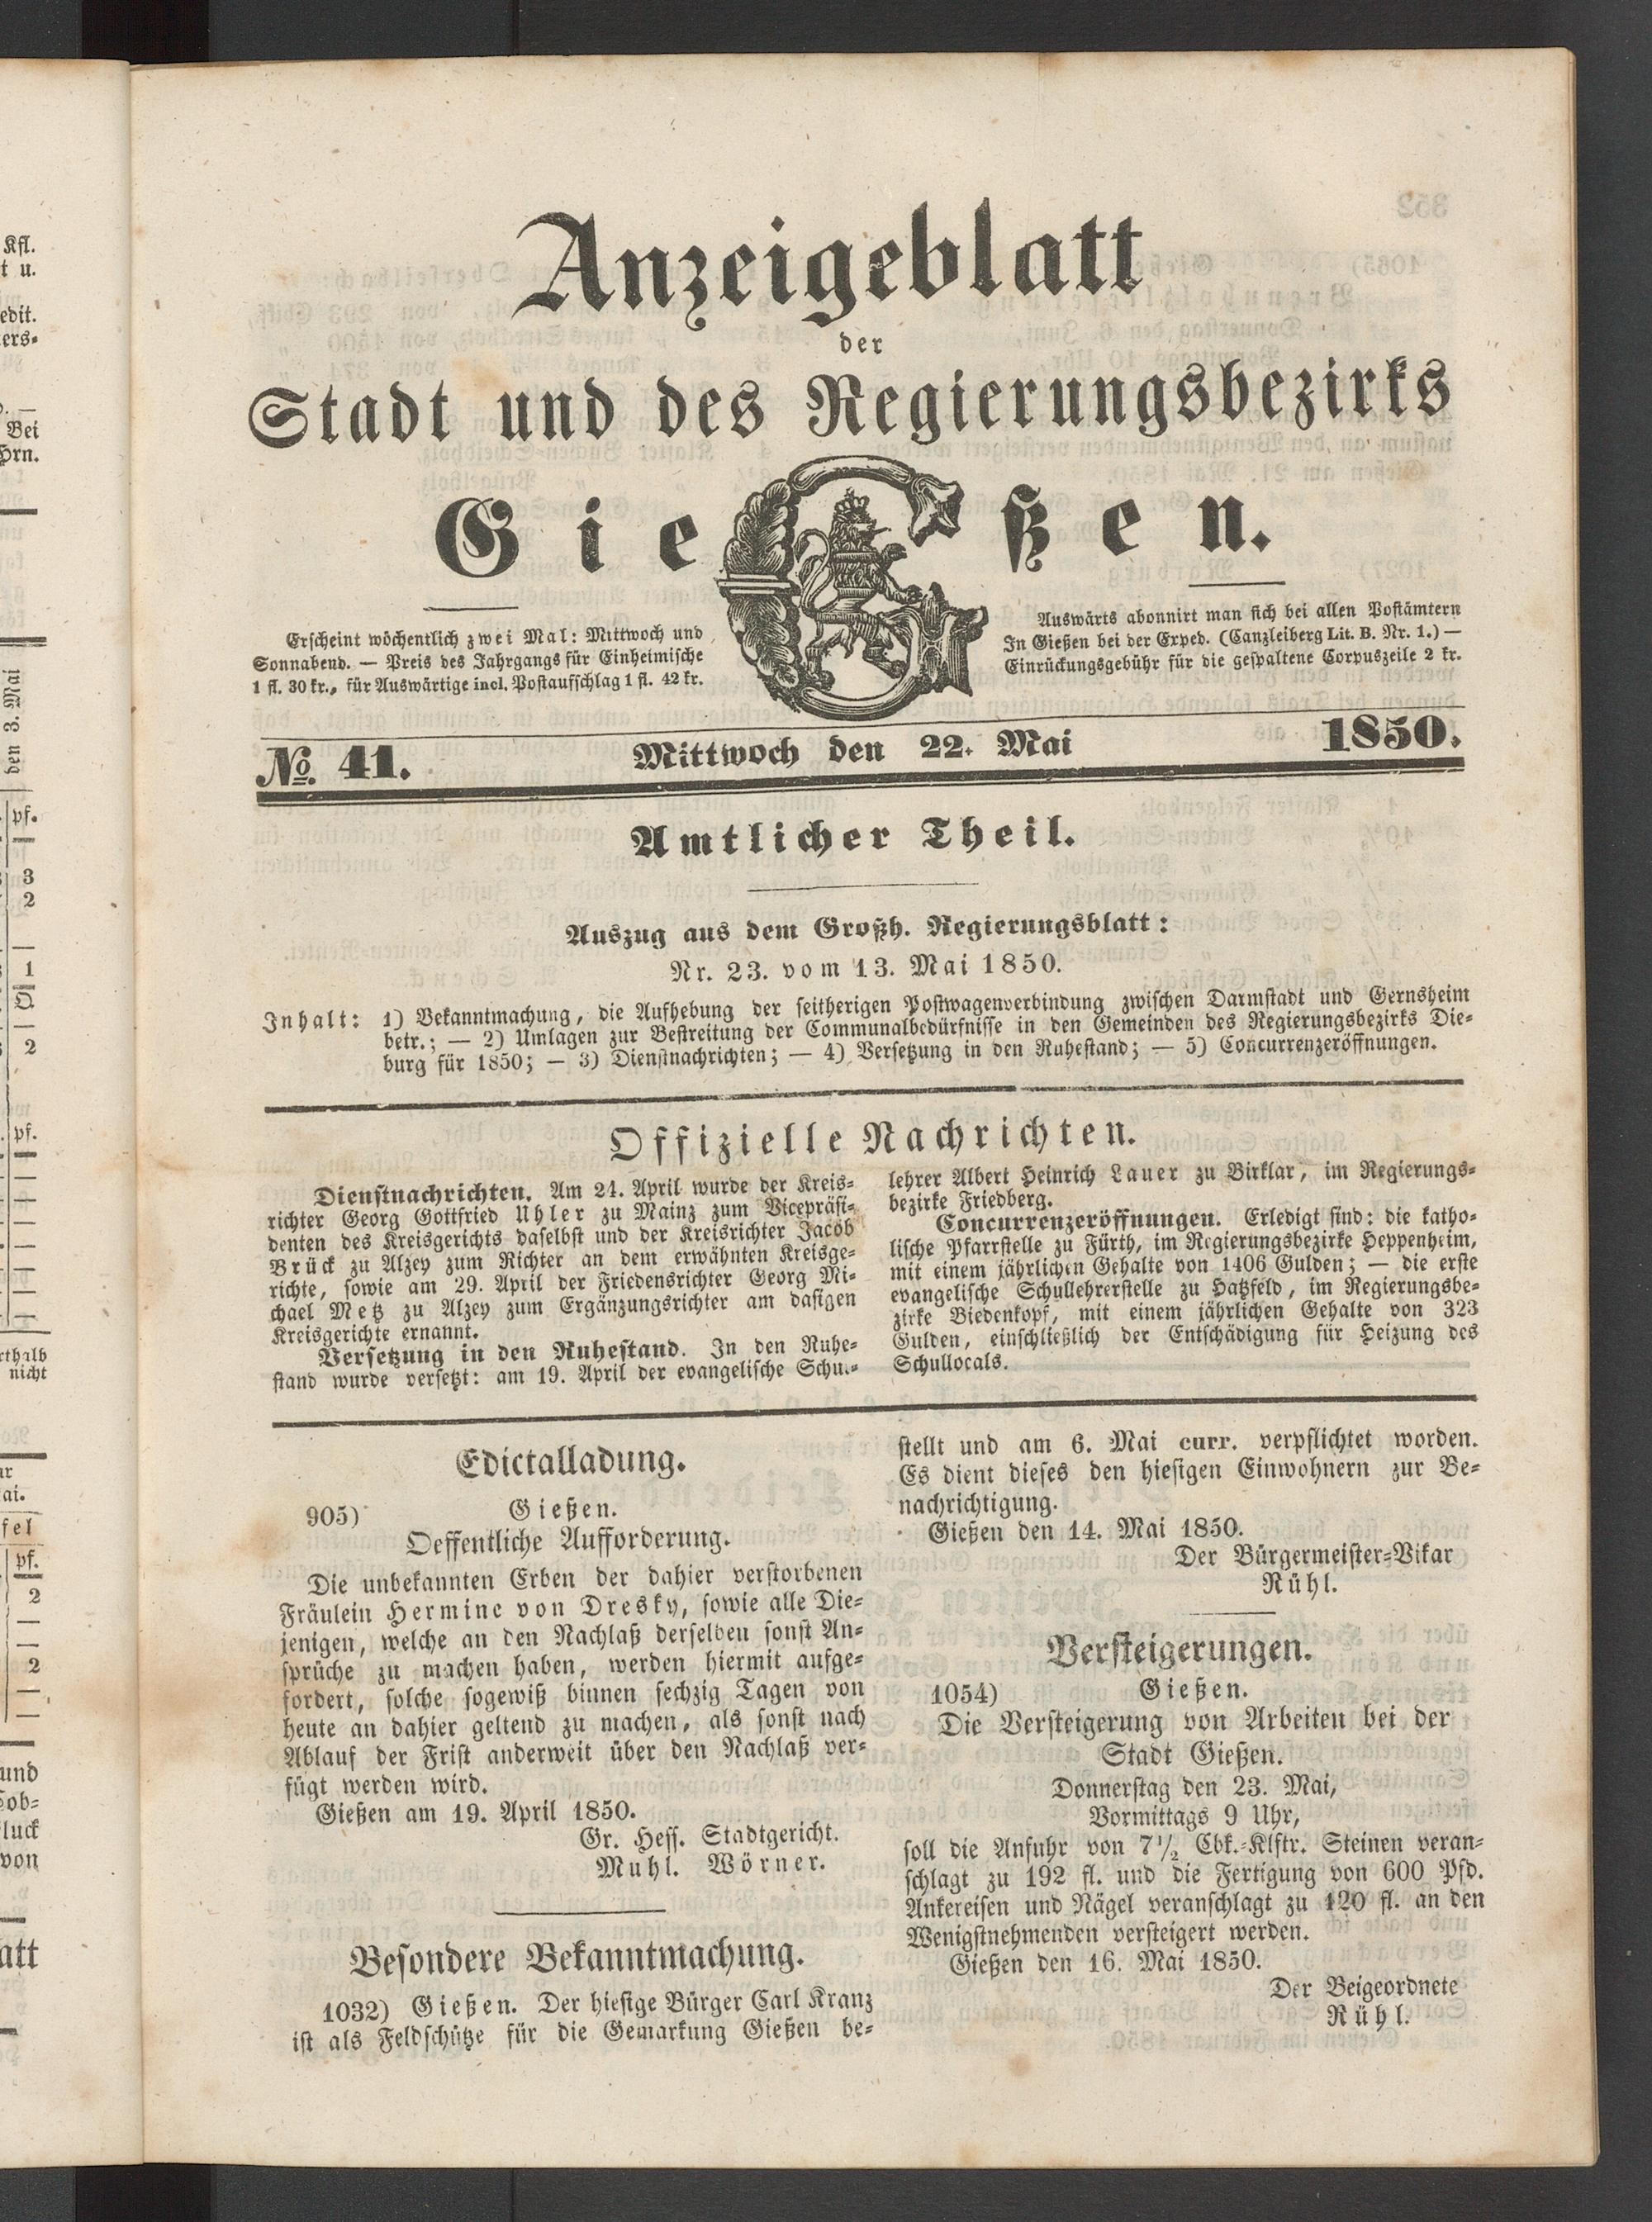 Anzeigeblatt
der
Stadt und des Regierungsbezirks
Gießen.
Erscheint wöchentlich zwei Mal: Mittwoch und
Sonnabend. — Preis des Jahrgangs für Einheimische
1 fl. 30 kr., für Auswärtige incl. Postaufschlag 1 fl. 42 kr.
Auswärts abonnirt man sich bei allen Postämtern
In Gießen bei der Exped. (Canzleiberg Lit. B. Nr. 1.) —
Einrückungsgebühr für die gespaltene Corpuszeile 2 kr.
No. 41.
Mittwoch den 22. Mai
1850.
Amtlicher Theil.
Auszug aus dem Großh. Regierungsblatt:
Nr. 23. vom 13. Mai 1850.
Inhalt: 1) Bekanntmachung, die Aufhebung der seitherigen Postwagenverbindung zwischen Darmstadt und Gernsheim
betr.; — 2) Umlagen zur Bestreitung der Communalbedürfnisse in den Gemeinden des Regierungsbezirks Die-
burg für 1850; — 3) Dienstnachrichten; — 4) Versetzung in den Ruhestand; — 5) Concurrenzeröffnungen.
Offizielle Nachrichten.
Dienstnachrichten. Am 24. April wurde der Kreis-
richter Georg Gottfried Uhler zu Mainz zum Vicepräsi-
denten des Kreisgerichts daselbst und der Kreisrichter Jacob
Brück zu Alzey zum Richter an dem erwähnten Kreisge-
richte, sowie am 29. April der Friedensrichter Georg Mi-
chael Metz zu Alzey zum Ergänzungsrichter am dasigen
Kreisgerichte ernannt.
Versetzung in den Ruhestand. In den Ruhe-
stand wurde versetzt: am 19. April der evangelische Schul-
lehrer Albert Heinrich Lauer zu Birklar, im Regierungs-
bezirke Friedberg.
Concurrenzeröffnungen. Erledigt sind: die katho-
lische Pfarrstelle zu Fürth, im Regierungsbezirke Heppenheim,
mit einem jährlichen Gehalte von 1406 Gulden; — die erste
evangelische Schullehrerstelle zu Hatzfeld, im Regierungsbe-
zirke Biedenkopf, mit einem jährlichen Gehalte von 323
Gulden, einschließlich der Entschädigung für Heizung des
Schullocals.
Edictalladung.
905) Gießen.
Oeffentliche Aufforderung.
Die unbekannten Erben der dahier verstorbenen
Fräulein Hermine von Dresky, sowie alle Die-
jenigen, welche an den Nachlaß derselben sonst An-
sprüche zu machen haben, werden hiermit aufge-
fordert, solche sogewiß binnen sechzig Tagen von
heute an dahier geltend zu machen, als sonst nach
Ablauf der Frist anderweit über den Nachlaß ver-
fügt werden wird.
Gießen am 19. April 1850.
Gr. Hess. Stadtgericht.
Muhl. Wörner.
Besondere Bekanntmachung.
1032) Gießen. Der hiesige Bürger Carl Kranz
ist als Feldschütze für die Gemarkung Gießen be-
stellt und am 6. Mai curr. verpflichtet worden.
Es dient dieses den hiesigen Einwohnern zur Be-
nachrichtigung.
Gießen den 14. Mai 1850.
Der Bürgermeister-Vikar
Rühl.
Versteigerungen.
1054) Gießen.
Die Versteigerung von Arbeiten bei der
Stadt Gießen.
Donnerstag den 23. Mai,
Vormittags 9 Uhr,
soll die Anfuhr von 7 1/2 Cbk.-Klftr. Steinen veran-
schlagt zu 192 fl. und die Fertigung von 600 Pfd.
Ankereisen und Nägel veranschlagt zu 120 fl. an den
Wenigstnehmenden versteigert werden.
Gießen den 16. Mai 1850.
Der Beigeordnete
Rühl.